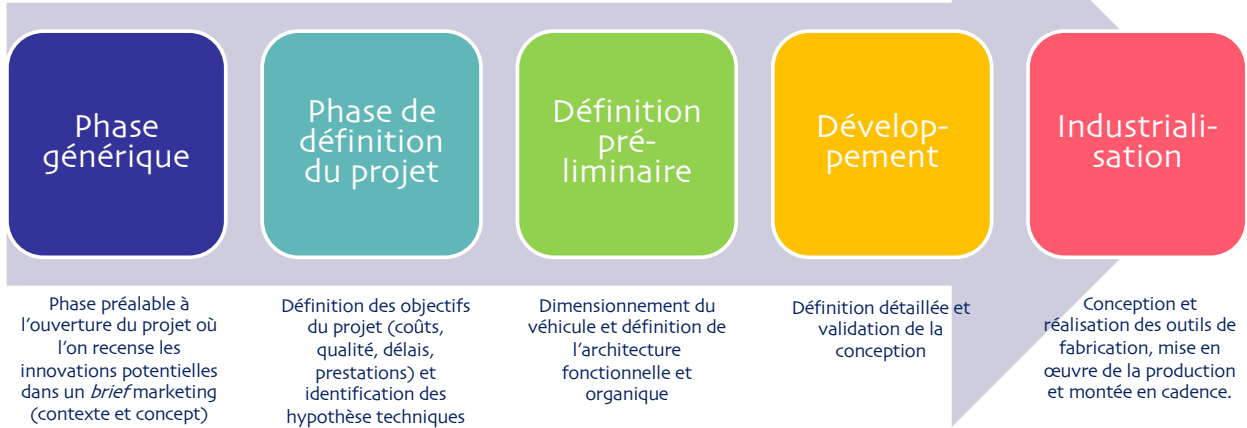 Phase
générique
Phase de
définition
du projet
Définition
pré-
liminaire
Dévelop-
pement
Industriali-
sation
Phase préalable à
l'ouverture du projet où
l'on recense les
innovations potentielles
dans un brief marketing
(contexte et concept)
Définition des objectifs
du projet (coûts,
qualité, délais,
prestations) et
identification des
hypothèse techniques
Dimensionnement du
véhicule et définition de
l'architecture
fonctionnelle et
organique
Définition détaillée et
validation de la
conception
Conception et
réalisation des outils de
fabrication, mise en
œuvre de la production
et montée en cadence.